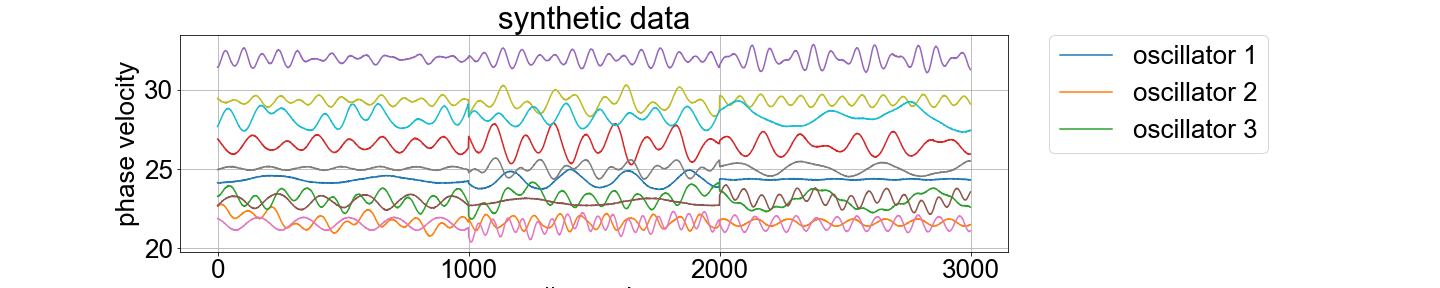 synthetic data
phase velocity
30
25
20
0
1000
2000
3000
oscillator 1
oscillator 2
oscillator 3